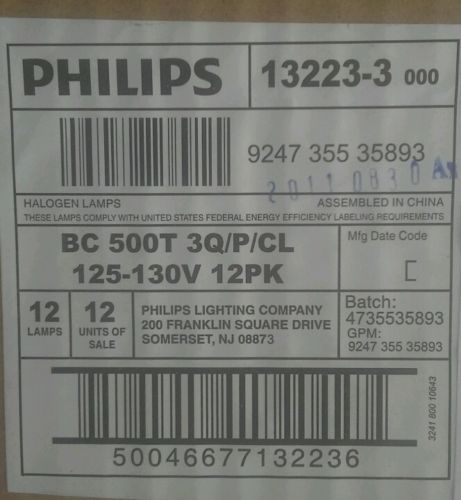 PHILIPS
13223-3 000
9247 355 35893
20110830
HALOGEN LAMPS
ASSEMBLED IN CHINA
THESE LAMPS COMPLY WITH UNITED STATES FEDERAL ENERGY EFFICIENCY LABELING REQUIREMENTS
BC 500T 3Q/P/CL
125-130V 12PK
Mfg Date Code
[
12
LAMPS
12
UNITS OF
SALE
PHILIPS LIGHTING COMPANY
200 FRANKLIN SQUARE DRIVE
SOMERSET, NJ 08873
Batch:
4735535893
GPM:
9247 355 35893
3241 800 10643
50046677132236